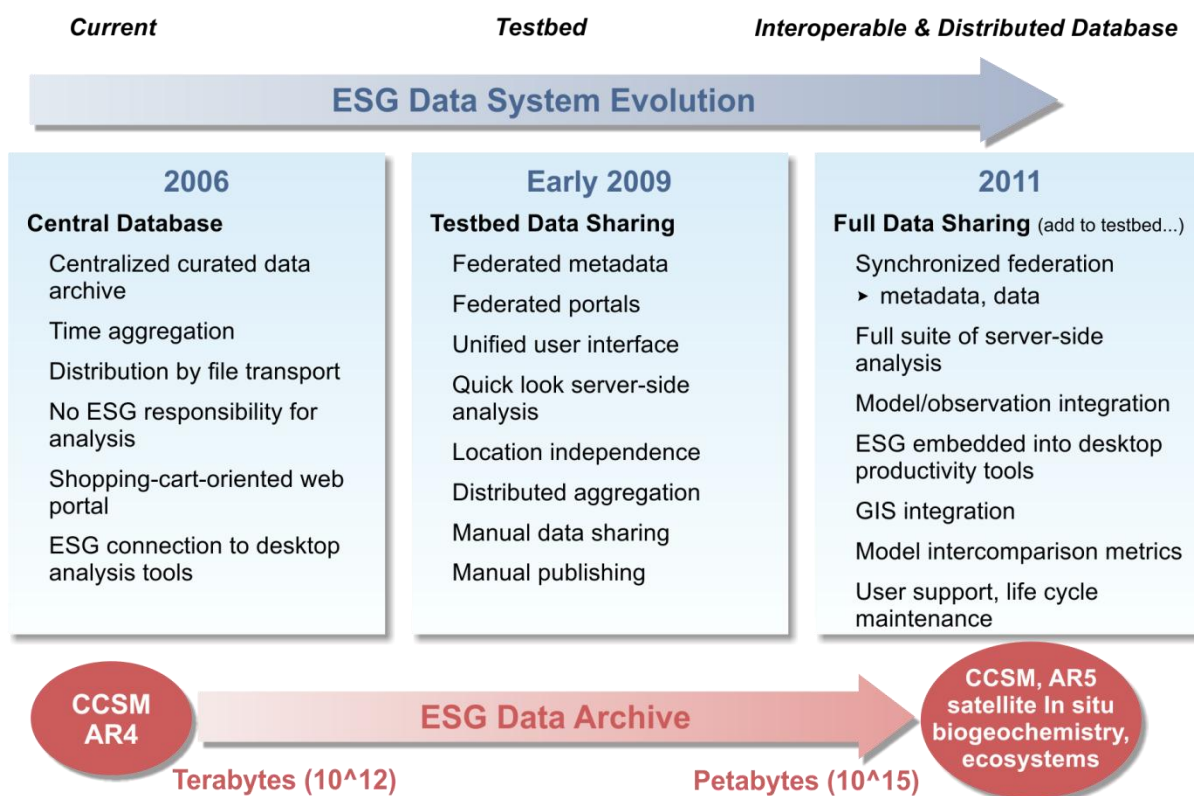 Current
Testbed
Interoperable & Distributed Database
ESG Data System Evolution
2006
Central Database
Centralized curated data
archive
Time aggregation
Distribution by file transport
No ESG responsibility for
analysis
Shopping-cart-oriented web
portal
ESG connection to desktop
analysis tools
Early 2009
Testbed Data Sharing
Federated metadata
Federated portals
Unified user interface
Quick look server-side
analysis
Location independence
Distributed aggregation
Manual data sharing
Manual publishing
2011
Full Data Sharing (add to testbed...)
Synchronized federation
➤ metadata, data
Full suite of server-side
analysis
Model/observation integration
ESG embedded into desktop
productivity tools
GIS integration
Model intercomparison metrics
User support, life cycle
maintenance
CCSM
AR4
ESG Data Archive
Terabytes (10^12)
Petabytes (10^15)
CCSM, AR5
satellite In situ
biogeochemistry,
ecosystems